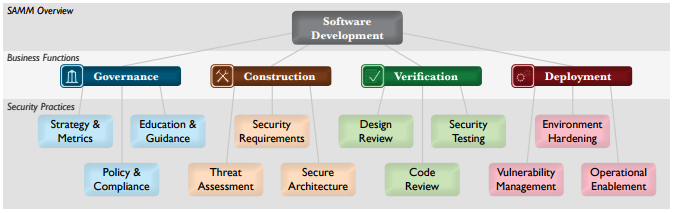 SAMM Overview
Software
Development
Business Functions
Governance
Construction
Verification
Deployment
Security Practices
Strategy &
Metrics
Education &
Guidance
Security
Requirements
Design
Review
Security
Testing
Environment
Hardening
Policy &
Compliance
Threat
Assessment
Secure
Architecture
Code
Review
Vulnerability
Management
Operational
Enablement